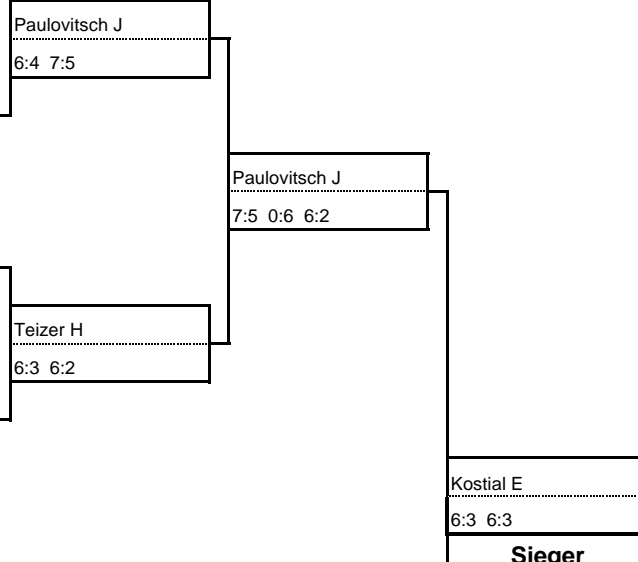 Paulovitsch J
6:4 7:5
Paulovitsch J
7:5 0:6 6:2
Teizer H
6:3 6:2
Kostial E
6:3 6:3
Sieger